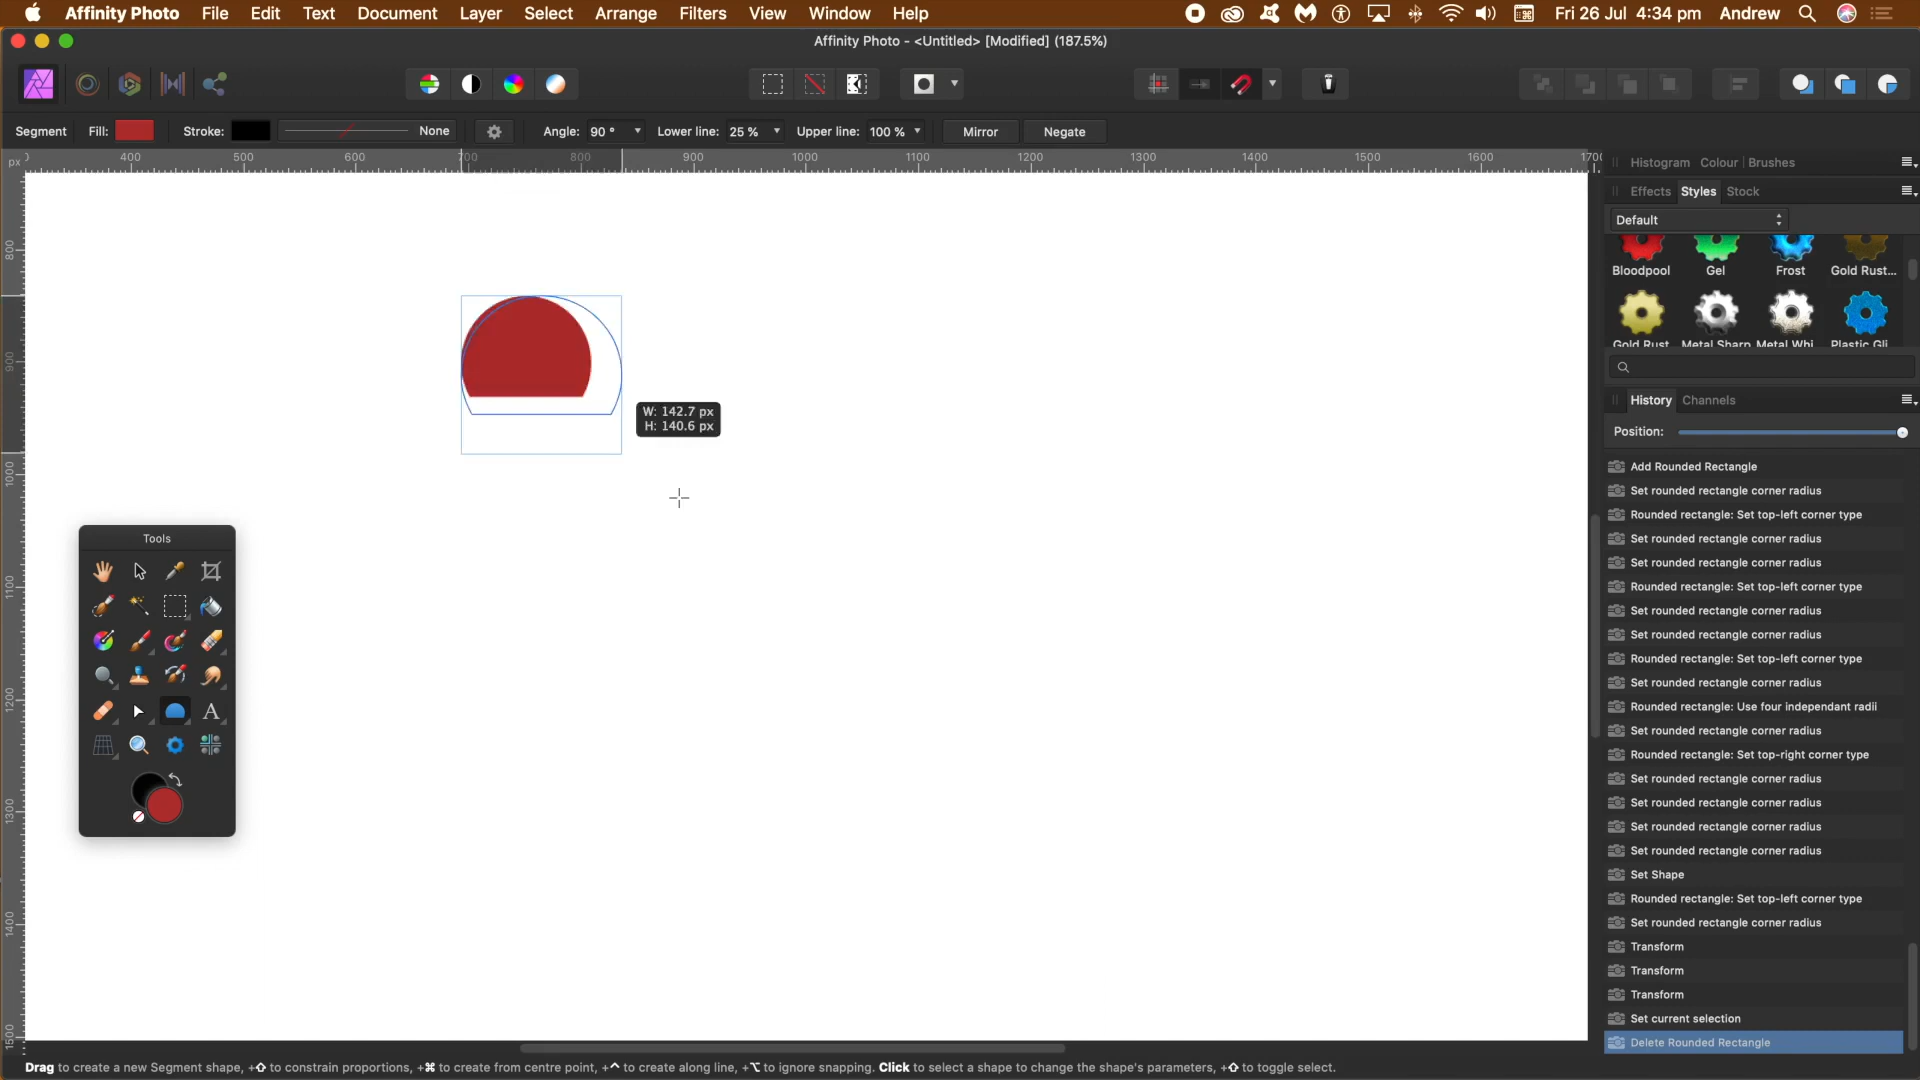 Affinity Photo File Edit Text Document Layer Select Arrange Filters View Window Help Fri 26 Jul 4:34 pm Andrew
Affinity Photo - <Untitled> [Modified] (187.5%)
Segment Fill: Stroke: None Angle: 90 ° Lower line: 25 % Upper line: 100 % Mirror Negate
px 400 500 600 700 800 900 1000 1100 1200 1300 1400 1500 1600 1700
Histogram Colour Brushes
Effects Styles Stock
Default
Bloodpool Gel Frost Gold Rust...
Gold Rust Metal Sharp Metal Whi Plastic Gli
History Channels
Position:
W: 142.7 px
H: 140.6 px
Tools
800
900
1000
1100
1200
1300
1400
1500
Add Rounded Rectangle
Set rounded rectangle corner radius
Rounded rectangle: Set top-left corner type
Set rounded rectangle corner radius
Set rounded rectangle corner radius
Rounded rectangle: Set top-left corner type
Set rounded rectangle corner radius
Set rounded rectangle corner radius
Rounded rectangle: Set top-left corner type
Set rounded rectangle corner radius
Rounded rectangle: Use four independant radii
Set rounded rectangle corner radius
Rounded rectangle: Set top-right corner type
Set rounded rectangle corner radius
Set rounded rectangle corner radius
Set rounded rectangle corner radius
Set rounded rectangle corner radius
Set Shape
Rounded rectangle: Set top-left corner type
Set rounded rectangle corner radius
Transform
Transform
Transform
Set current selection
Delete Rounded Rectangle
Drag to create a new Segment shape, +⇧ to constrain proportions, +⌘ to create from centre point, +^ to create along line, +⌥ to ignore snapping. Click to select a shape to change the shape's parameters, +⇧ to toggle select.